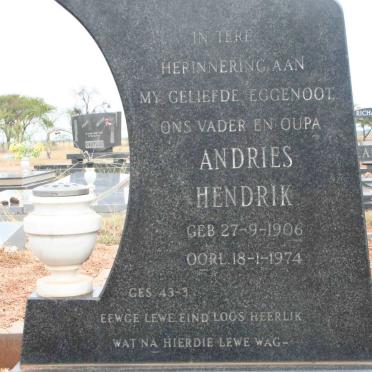 IN TERE
HERINNERING AAN
MY GELIEFDE EGGENOOT,
ONS VADER EN OUPA
ANDRIES
HENDRIK
GEB 27-9-1906
OORL. 18-1-1974
GES. 43-3.
EEWGE LEWE, EIND LOOS HEERLIK
WAT NA HIERDIE LEWE WAG-
RICHAR